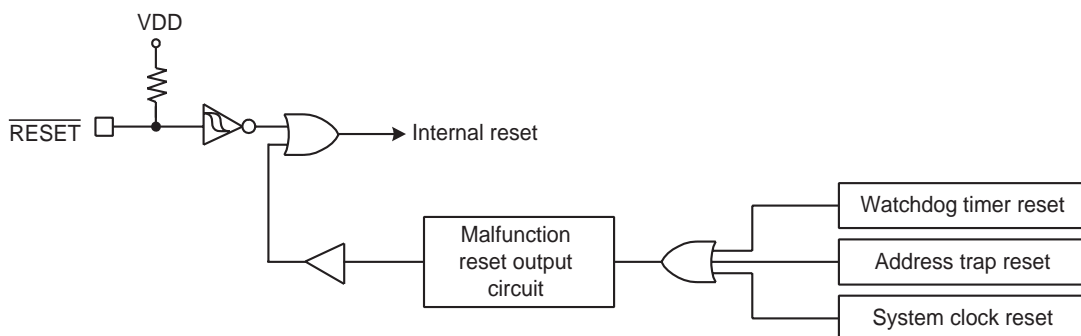 VDD
RESET
Internal reset
Malfunction
reset output
circuit
Watchdog timer reset
Address trap reset
System clock reset